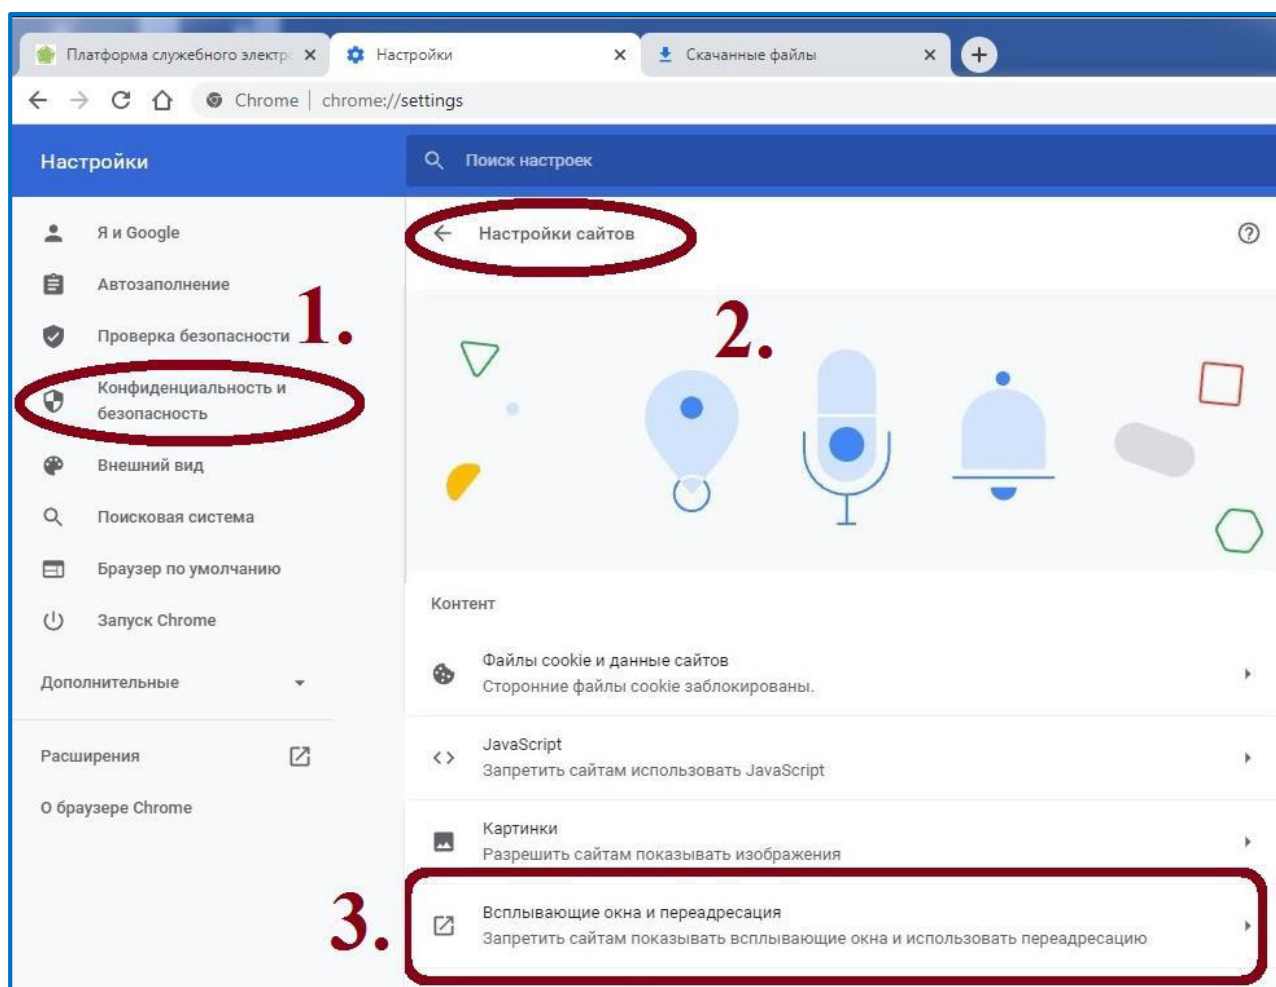 Платформа служебного электро
Настройки
Скачанные файлы
Chrome | chrome://settings
Настройки
Поиск настроек
Я и Google
Автозаполнение
Проверка безопасности
1.
Конфиденциальность и
безопасность
Внешний вид
Поисковая система
Браузер по умолчанию
Запуск Chrome
Дополнительные
Расширения
О браузере Chrome
Настройки сайтов
2.
Контент
Файлы cookie и данные сайтов
Сторонние файлы cookie заблокированы.
JavaScript
Запретить сайтам использовать JavaScript
Картинки
Разрешить сайтам показывать изображения
3.
Всплывающие окна и переадресация
Запретить сайтам показывать всплывающие окна и использовать переадресацию